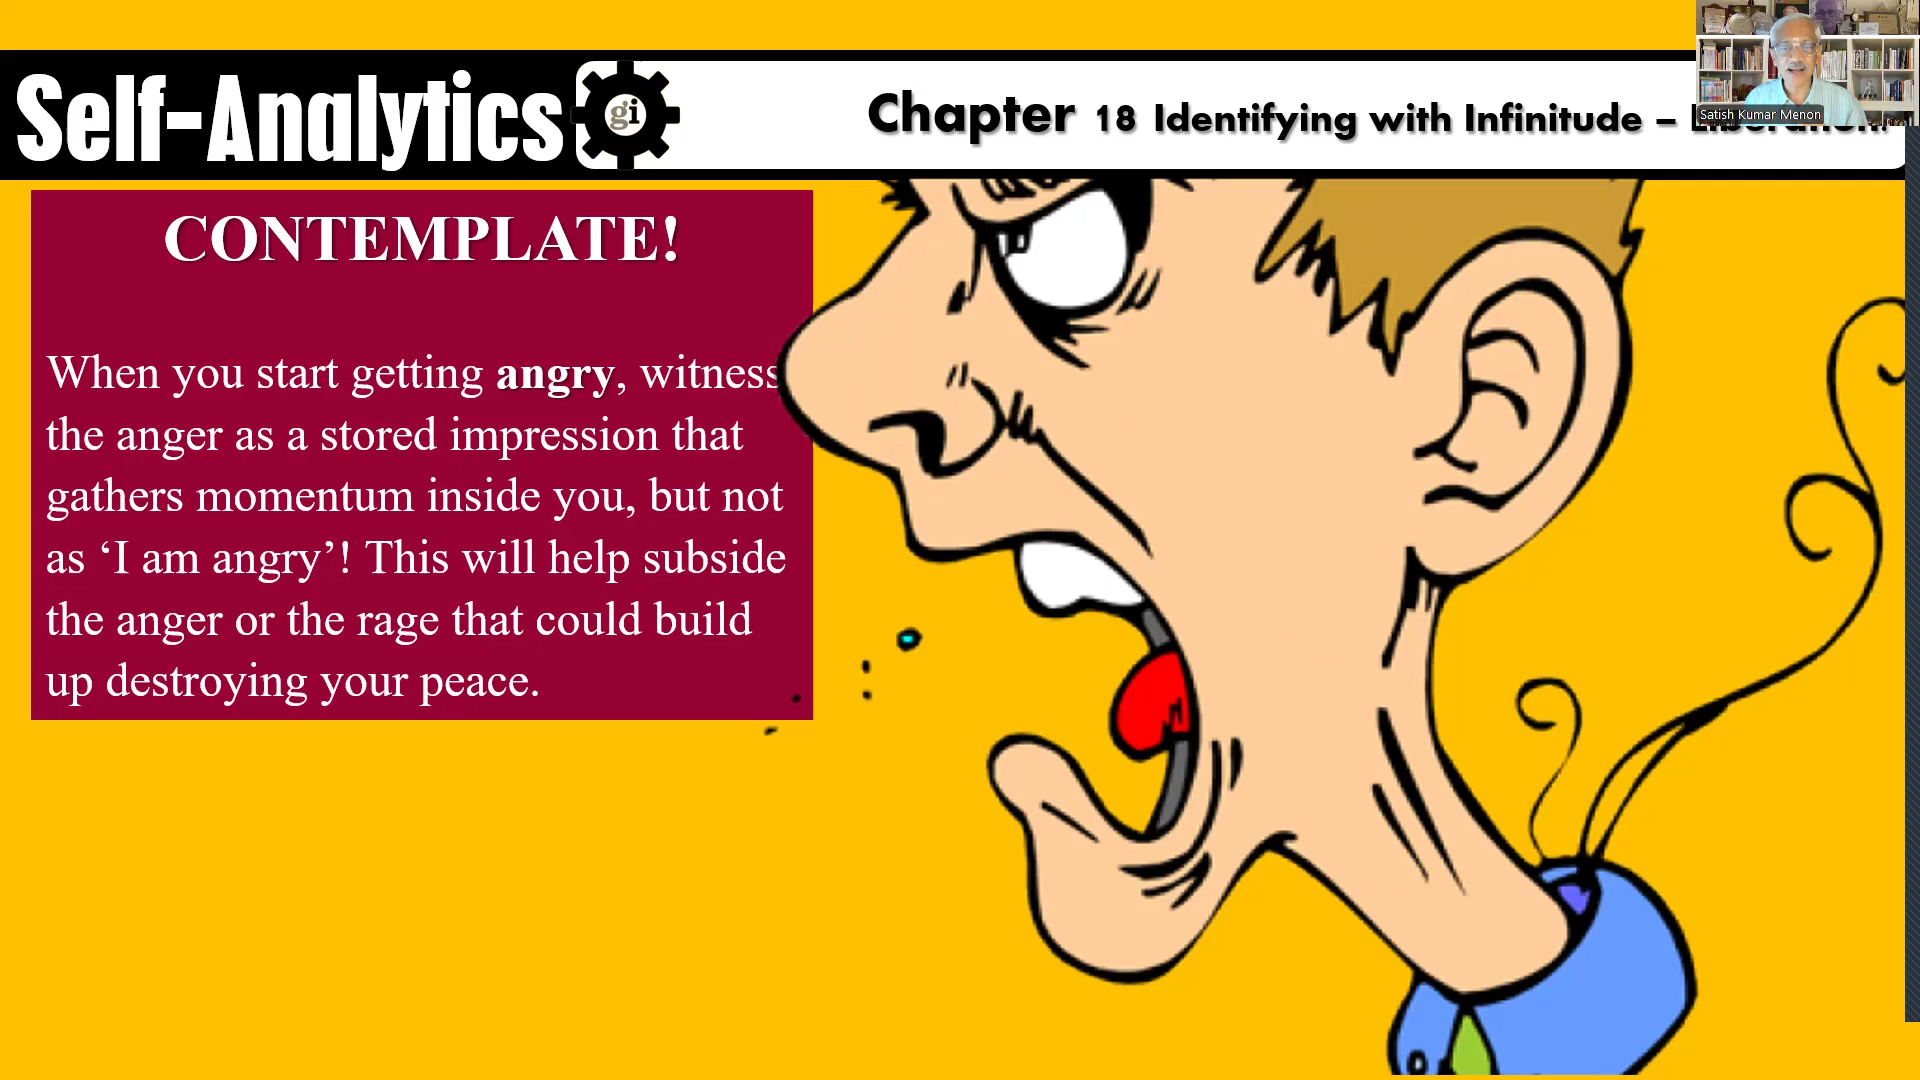 Self-Analytics
gi
Chapter 18 Identifying with Infinitude –
Satish Kumar Menon
CONTEMPLATE!
When you start getting angry, witness
the anger as a stored impression that
gathers momentum inside you, but not
as ‘I am angry’! This will help subside
the anger or the rage that could build
up destroying your peace.